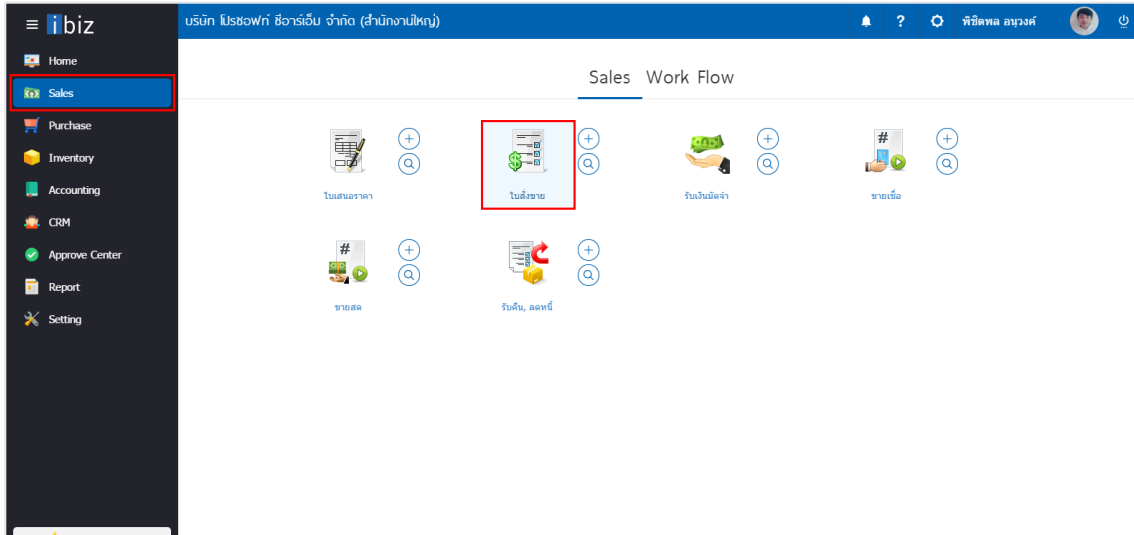 ibiz
บริษัท โปรซอฟท์ ซีอาร์เอ็ม จำกัด (สำนักงานใหญ่)
? พิชิตพล อนุวงศ์
Home
Sales
Purchase
Inventory
Accounting
CRM
Approve Center
Report
Setting
Sales Work Flow
ใบเสนอราคา
ใบสั่งขาย
รับเงินมัดจำ
# ขายเชื่อ
# ขายสด
รับคืน, ลดหนี้